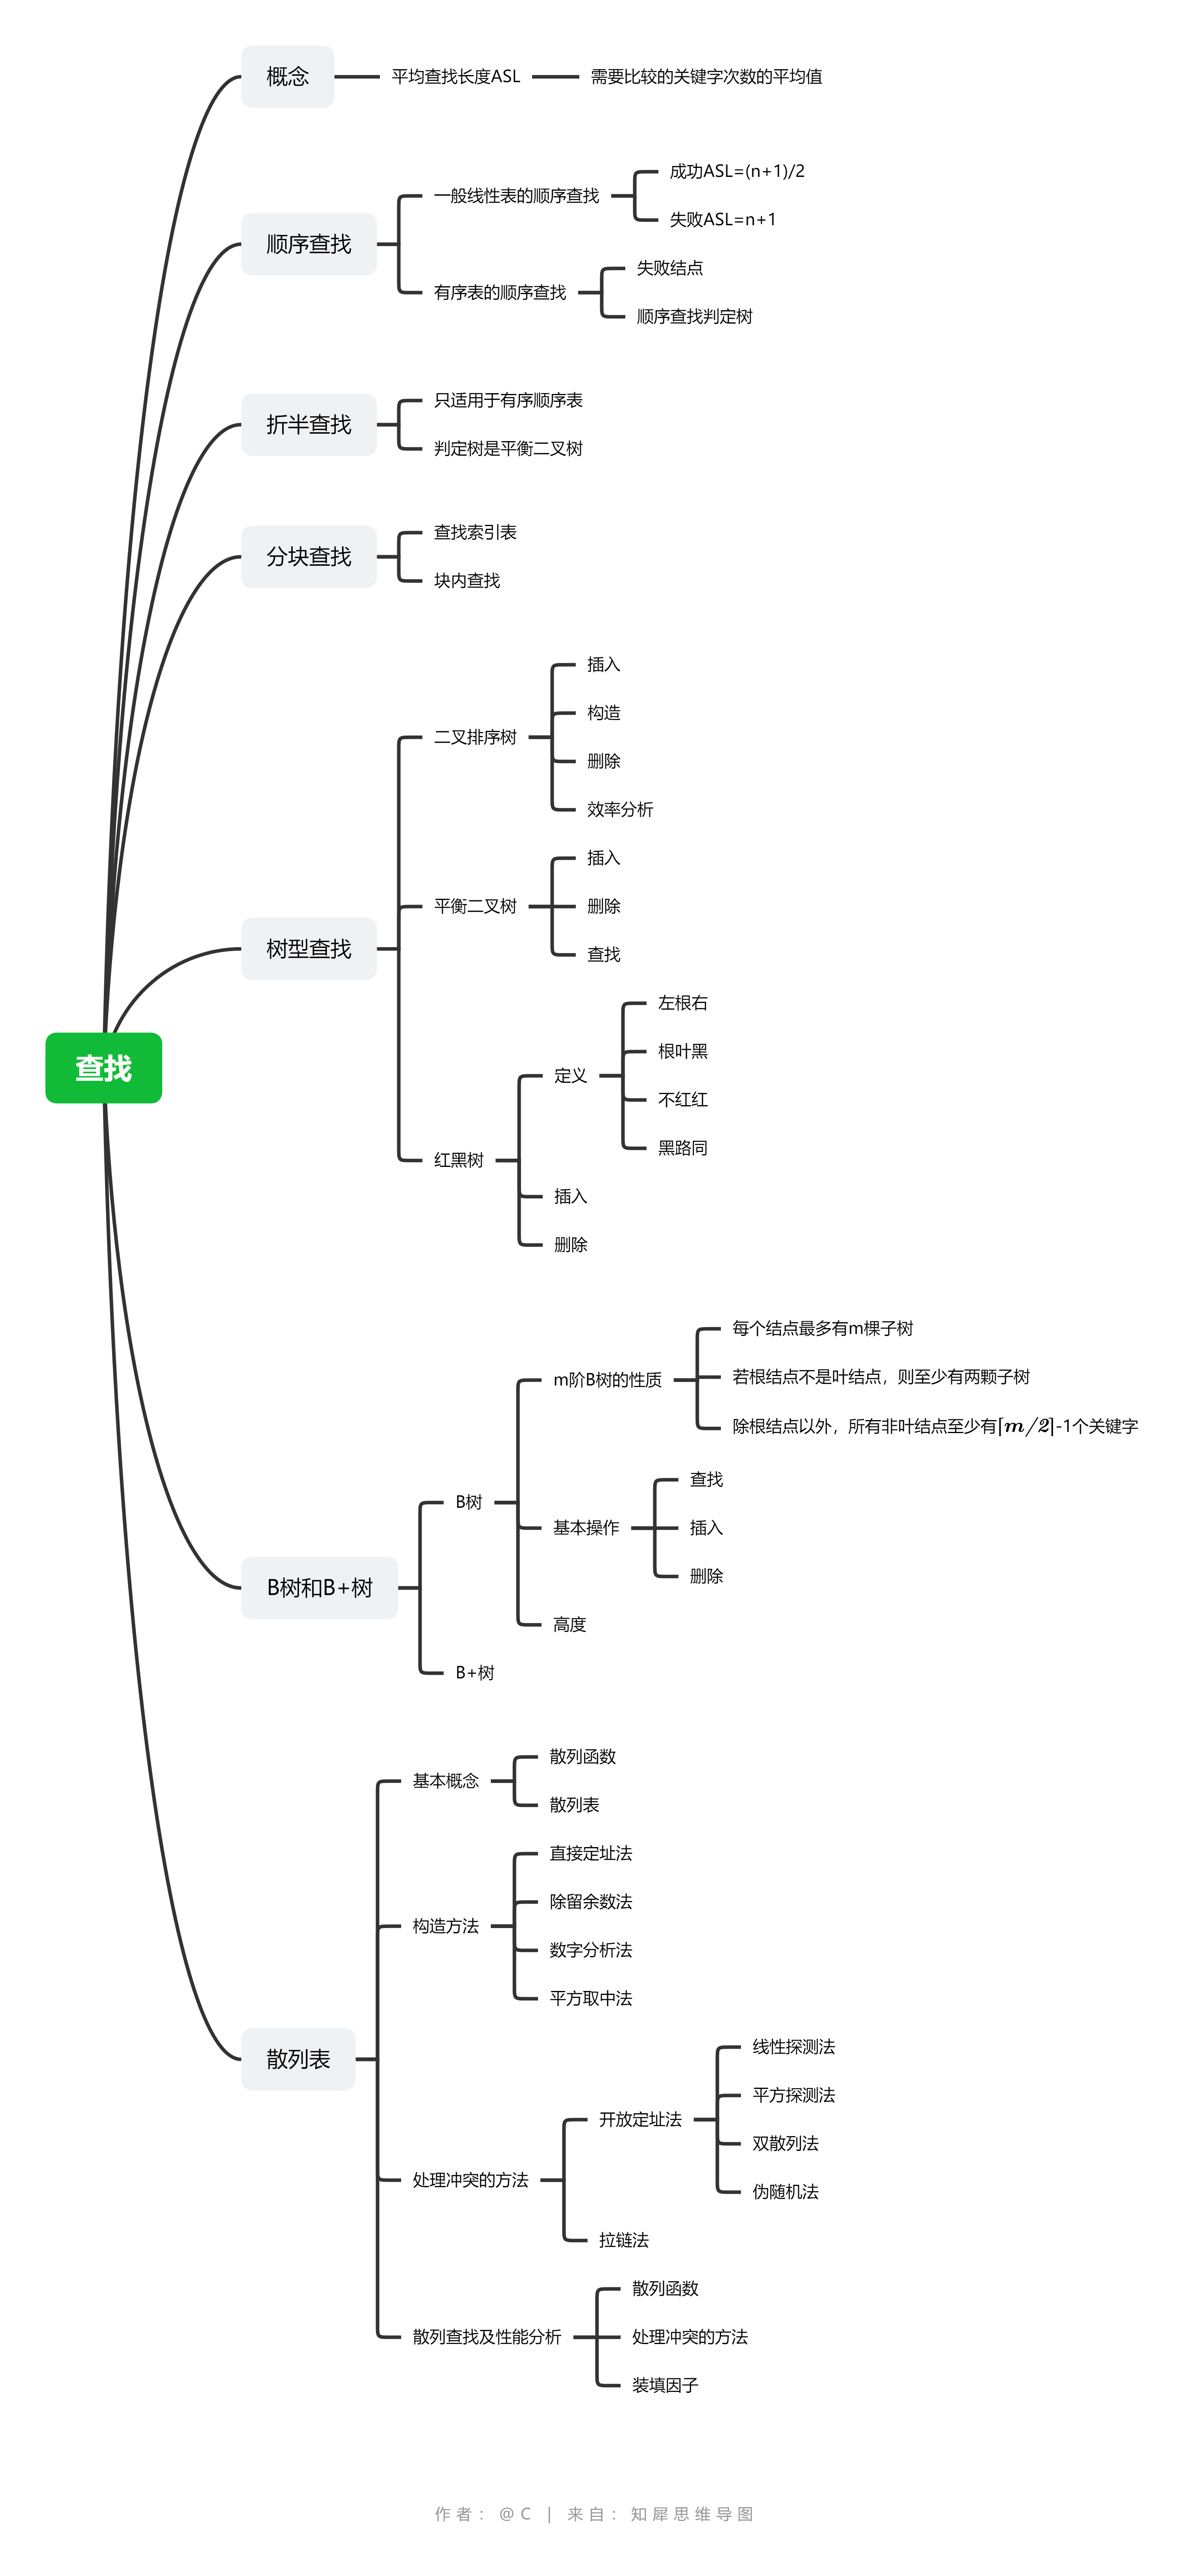 概念
平均查找长度ASL
需要比较的关键字次数的平均值
顺序查找
一般线性表的顺序查找
成功ASL=(n+1)/2
失败ASL=n+1
有序表的顺序查找
失败结点
顺序查找判定树
折半查找
只适用于有序顺序表
判定树是平衡二叉树
分块查找
查找索引表
块内查找
查找
树型查找
二叉排序树
插入
构造
删除
效率分析
平衡二叉树
插入
删除
查找
红黑树
定义
左根右
根叶黑
不红红
黑路同
插入
删除
B树和B+树
B树
m阶B树的性质
每个结点最多有m棵子树
若根结点不是叶结点，则至少有两颗子树
除根结点以外，所有非叶结点至少有⌈m/2⌉-1个关键字
基本操作
查找
插入
删除
高度
B+树
散列表
基本概念
散列函数
散列表
构造方法
直接定址法
除留余数法
数字分析法
平方取中法
处理冲突的方法
开放定址法
线性探测法
平方探测法
双散列法
伪随机法
拉链法
散列查找及性能分析
散列函数
处理冲突的方法
装填因子
作者：@C | 来自：知犀思维导图